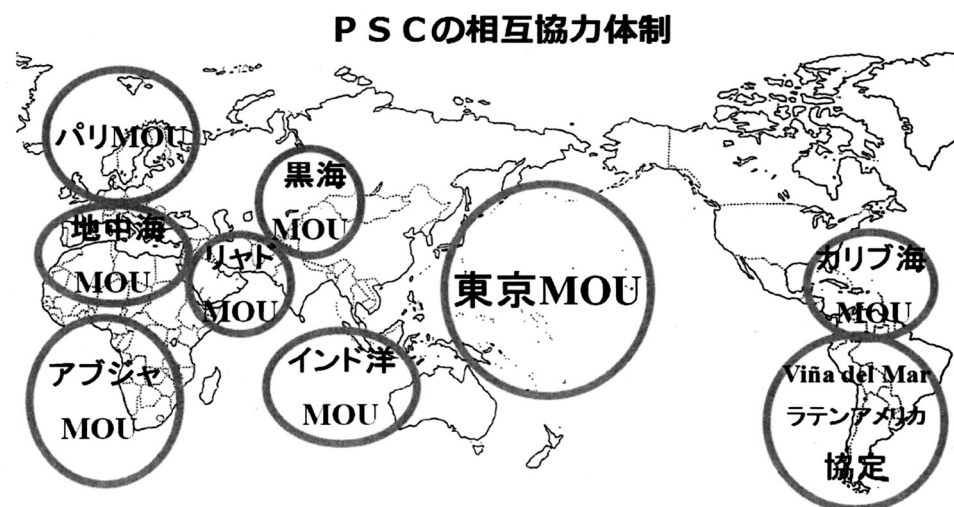 PSCの相互協力体制
パリMOU
黒海
MOU
地中海
MOU
リヤド
MOU
東京MOU
カリブ海
MOU
アブジャ
MOU
インド洋
MOU
Viña del Mar
ラテンアメリカ
協定